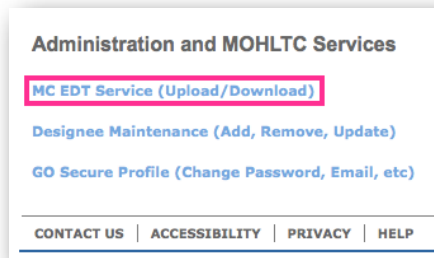 Administration and MOHLTC Services
MC EDT Service (Upload/Download)
Designee Maintenance (Add, Remove, Update)
GO Secure Profile (Change Password, Email, etc)
CONTACT US | ACCESSIBILITY | PRIVACY | HELP